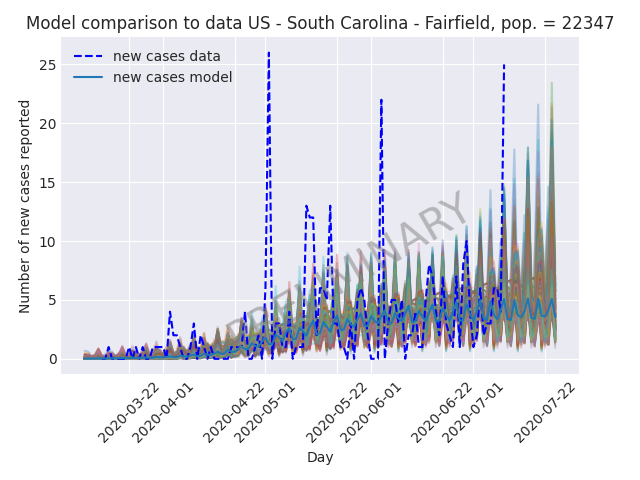 Model comparison to data US - South Carolina - Fairfield, pop. = 22347
new cases data
new cases model
Number of new cases reported
25
20
15
10
5
0
PRELIMINARY
2020-03-22
2020-04-01
2020-04-22
2020-05-01
2020-05-22
2020-06-01
2020-06-22
2020-07-01
2020-07-22
Day